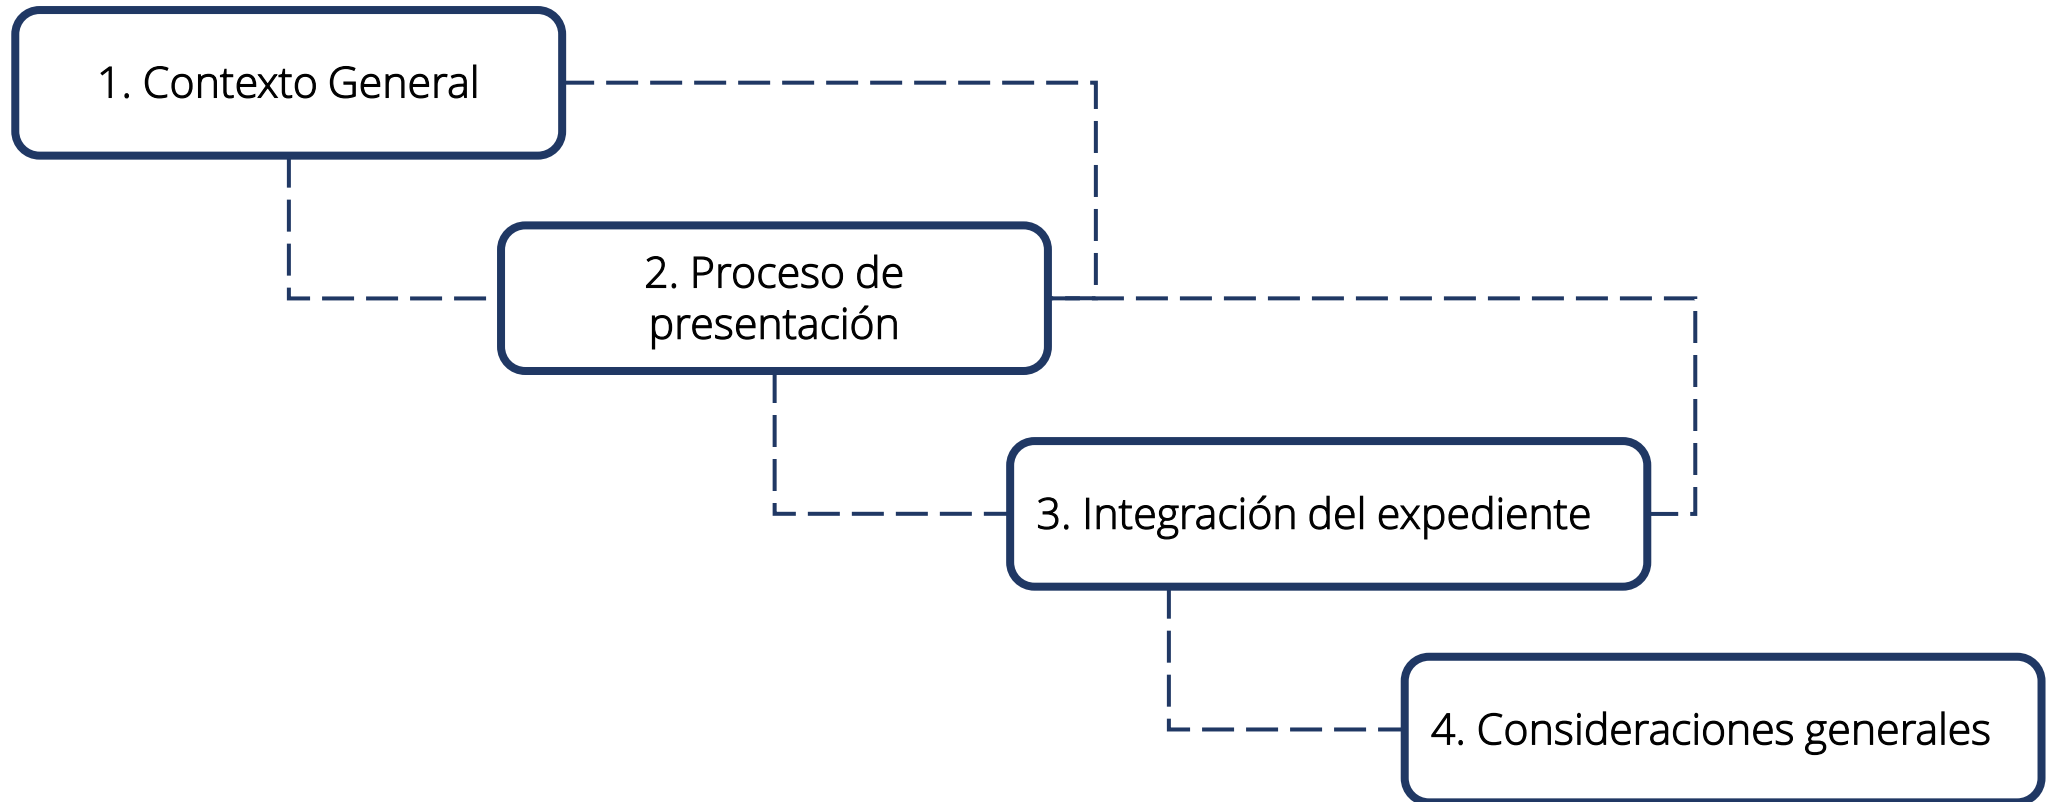 1. Contexto General
2. Proceso de
presentación
3. Integración del expediente
4. Consideraciones generales